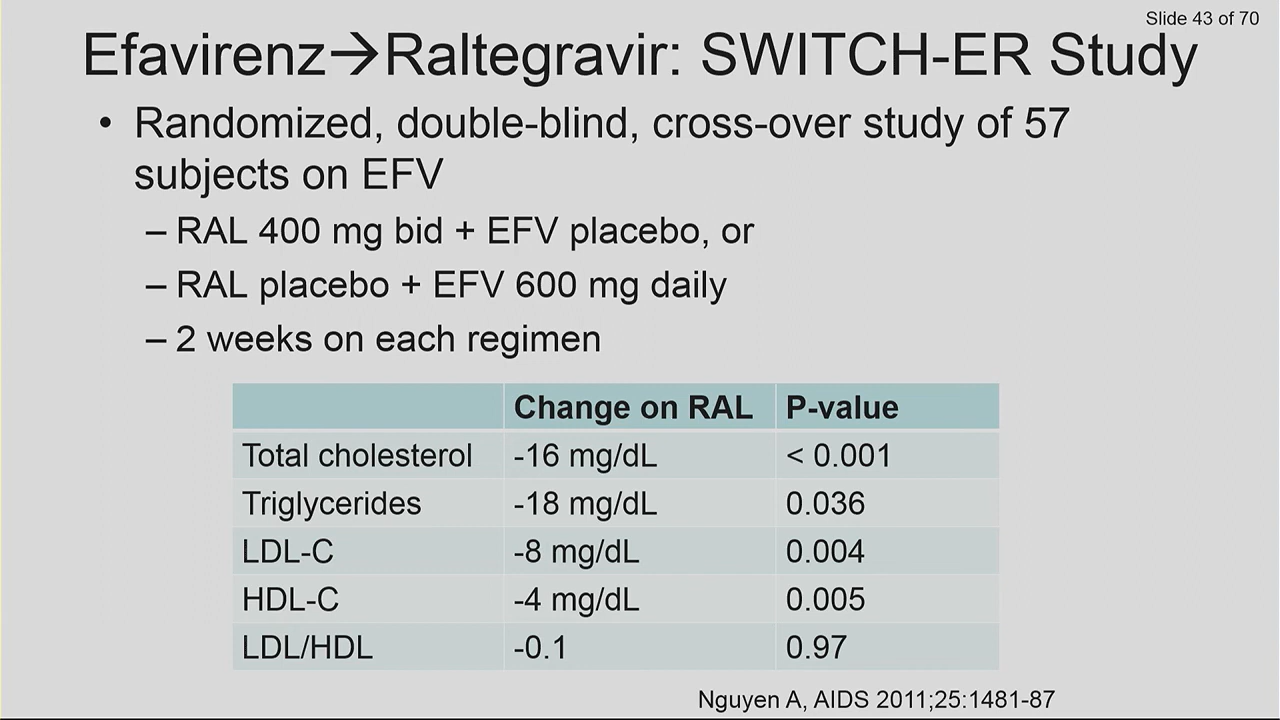 Slide 43 of 70
Efavirenz→Raltegravir: SWITCH-ER Study
• Randomized, double-blind, cross-over study of 57
subjects on EFV
– RAL 400 mg bid + EFV placebo, or
– RAL placebo + EFV 600 mg daily
– 2 weeks on each regimen
Change on RAL P-value
Total cholesterol -16 mg/dL < 0.001
Triglycerides -18 mg/dL 0.036
LDL-C -8 mg/dL 0.004
HDL-C -4 mg/dL 0.005
LDL/HDL -0.1 0.97
Nguyen A, AIDS 2011;25:1481-87